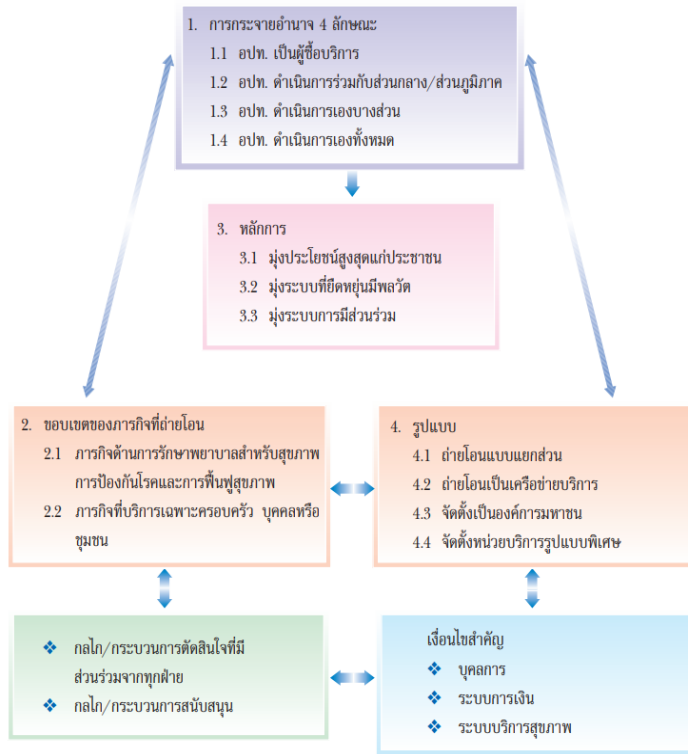 1. การกระจายอำนาจ 4 ลักษณะ
1.1 อปท. เป็นผู้ซื้อบริการ
1.2 อปท. ดำเนินการร่วมกับส่วนกลาง/ส่วนภูมิภาค
1.3 อปท. ดำเนินการเองบางส่วน
1.4 อปท. ดำเนินการเองทั้งหมด
3. หลักการ
3.1 มุ่งประโยชน์สูงสุดแก่ประชาชน
3.2 มุ่งระบบที่ยืดหยุ่นมีพลวัต
3.3 มุ่งระบบการมีส่วนร่วม
2. ขอบเขตของภารกิจที่ถ่ายโอน
2.1 ภารกิจด้านการรักษาพยาบาลสำหรับสุขภาพ
การป้องกันโรคและการฟื้นฟูสุขภาพ
2.2 ภารกิจที่บริการเฉพาะครอบครัว บุคคลหรือ
ชุมชน
4. รูปแบบ
4.1 ถ่ายโอนแบบแยกส่วน
4.2 ถ่ายโอนเป็นเครือข่ายบริการ
4.3 จัดตั้งเป็นองค์การมหาชน
4.4 จัดตั้งหน่วยบริการรูปแบบพิเศษ
❖ กลไก/กระบวนการตัดสินใจที่มี
ส่วนร่วมจากทุกฝ่าย
❖ กลไก/กระบวนการสนับสนุน
เงื่อนไขสำคัญ
❖ บุคลการ
❖ ระบบการเงิน
❖ ระบบบริการสุขภาพ